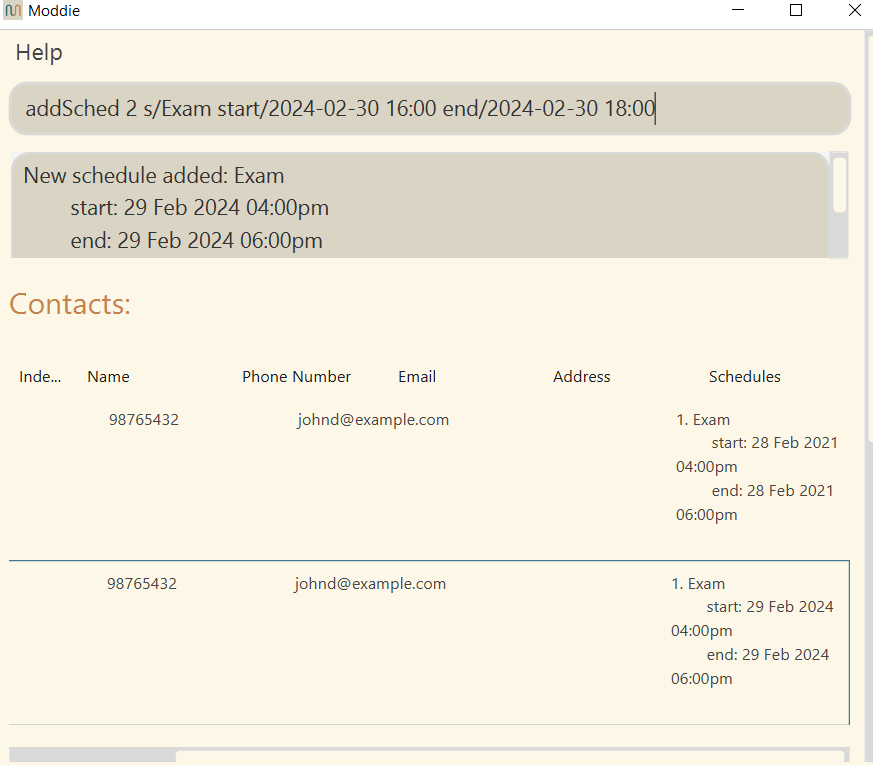 Moddie
Help
addSched 2 s/Exam start/2024-02-30 16:00 end/2024-02-30 18:00
New schedule added: Exam
start: 29 Feb 2024 04:00pm
end: 29 Feb 2024 06:00pm
Contacts:
Inde... Name Phone Number Email Address Schedules
98765432 johnd@example.com 1. Exam
start: 28 Feb 2021
04:00pm
end: 28 Feb 2021
06:00pm
98765432 johnd@example.com 1. Exam
start: 29 Feb 2024
04:00pm
end: 29 Feb 2024
06:00pm